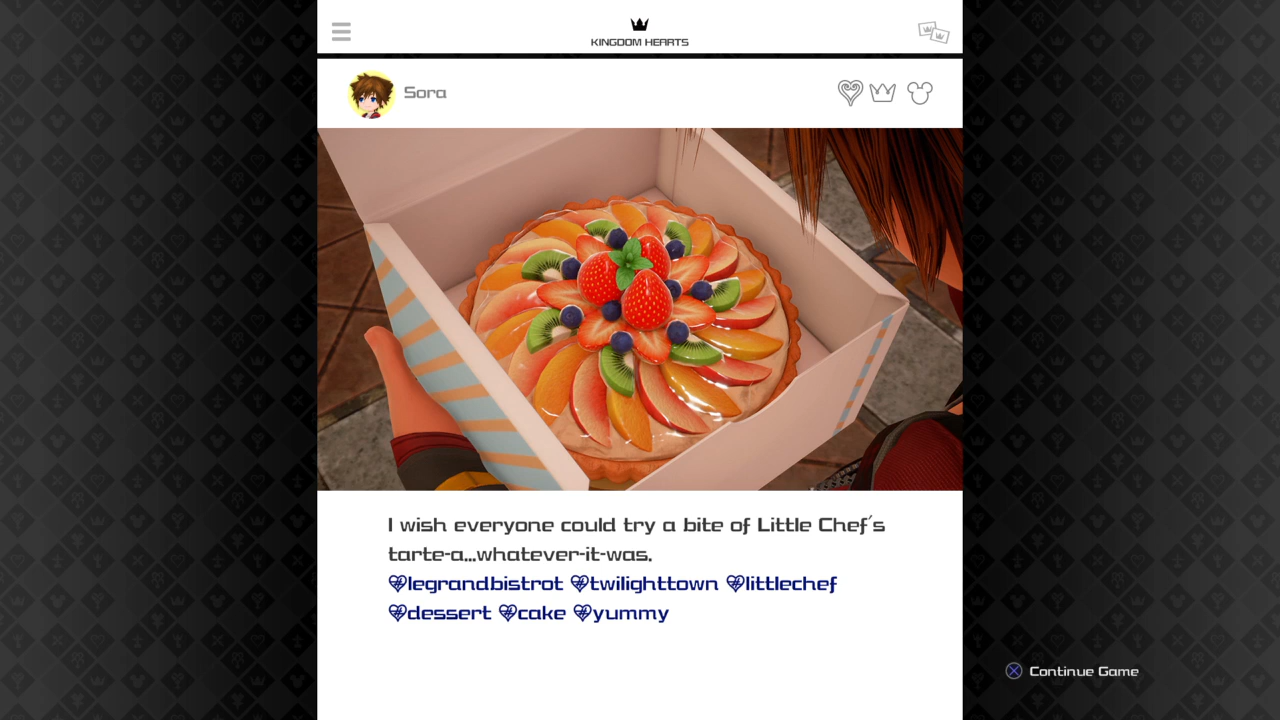 KINGDOM HEARTS
Sora
I wish everyone could try a bite of Little Chef's
tarte-a...whatever-it-was.
#legrandbistrot #twilighttown #littlechef
#dessert #cake #yummy
Continue Game